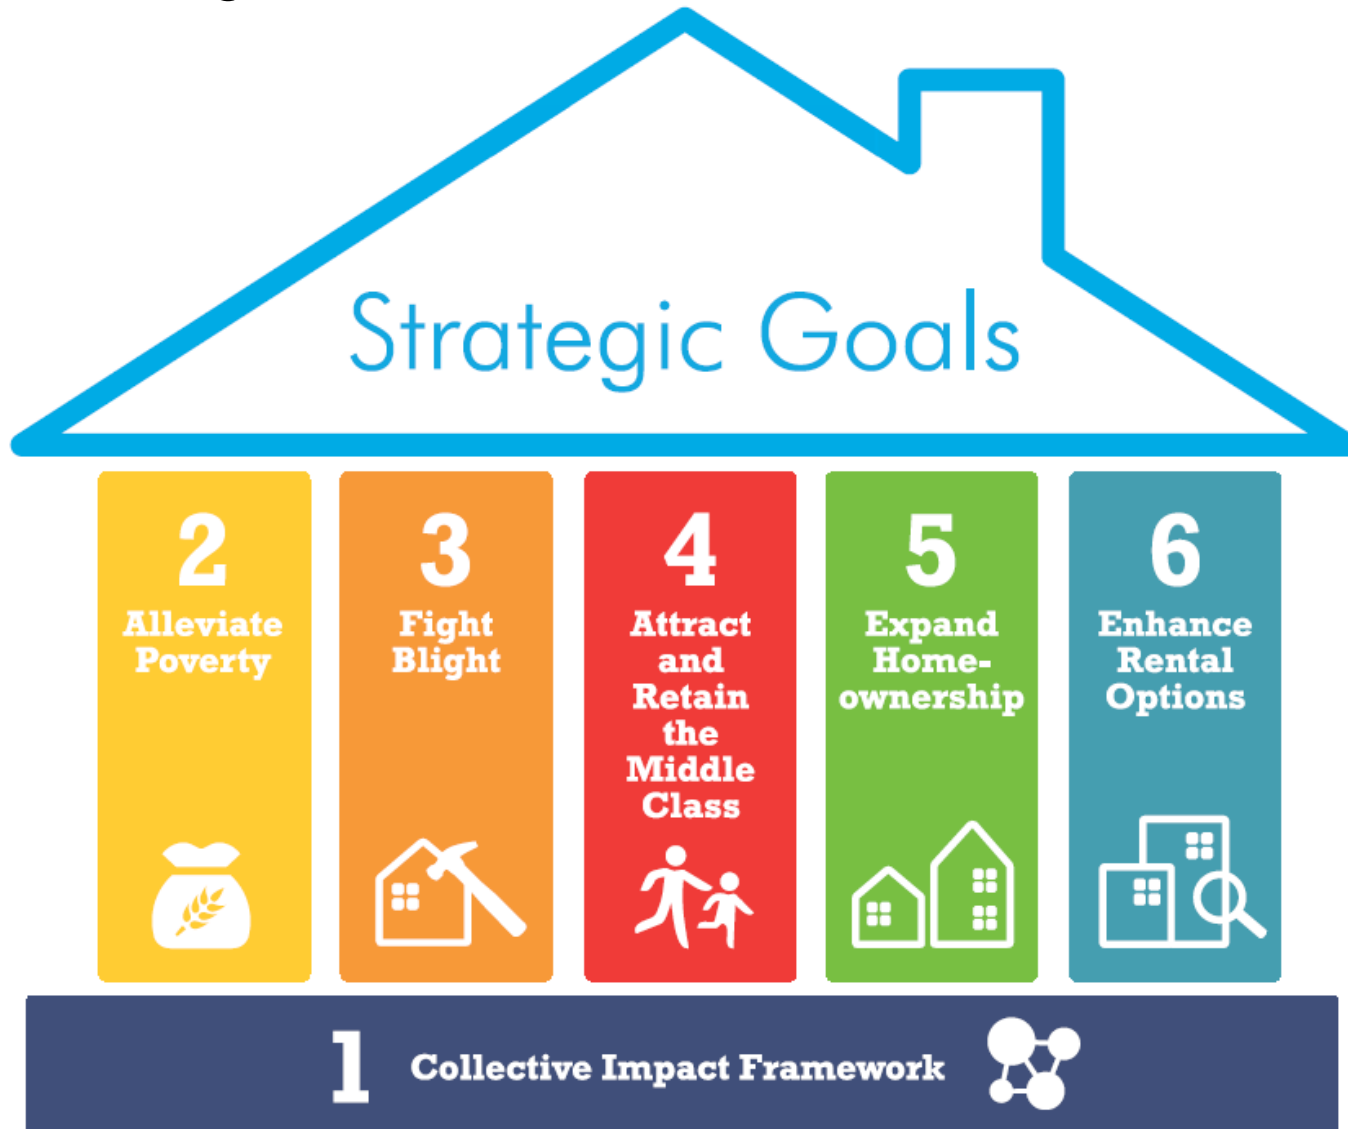 Strategic Goals
2
Alleviate
Poverty
3
Fight
Blight
4
Attract
and
Retain
the
Middle
Class
5
Expand
Home-
ownership
6
Enhance
Rental
Options
1 Collective Impact Framework